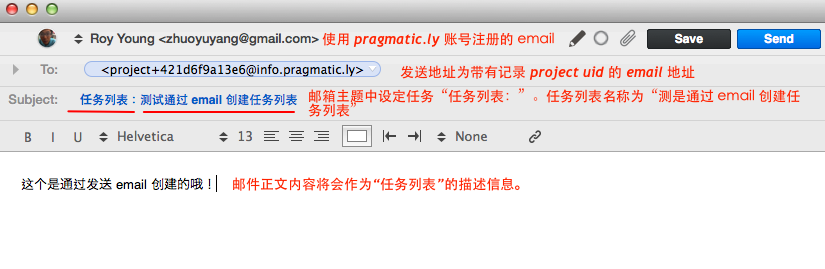 Roy Young <zhuoyuyang@gmail.com> 使用 pragmatic.ly 账号注册的 email Save Send
To: <project+421d6f9a13e6@info.pragmatic.ly> 发送地址为带有记录 project uid 的 email 地址
Subject: 任务列表：测试通过 email 创建任务列表 邮箱主题中设定任务“任务列表：”。任务列表名称为“测是通过 email 创建任
务列表”
B I U Helvetica 13 None
这个是通过发送 email 创建的哦！ 邮件正文内容将会作为“任务列表”的描述信息。